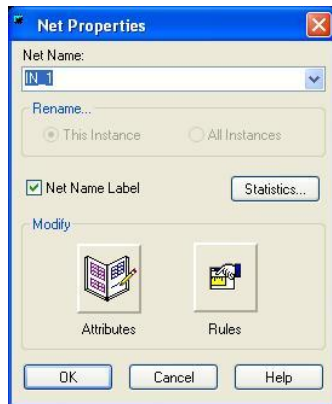 Net Properties
Net Name:
IN_1
Rename...
This Instance All Instances
Net Name Label Statistics...
Modify
Attributes Rules
OK Cancel Help